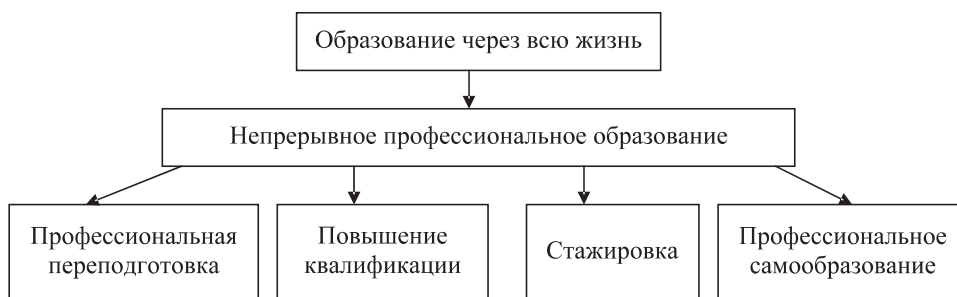 Образование через всю жизнь
Непрерывное профессиональное образование
Профессиональная
переподготовка
Повышение
квалификации
Стажировка
Профессиональное
самообразование